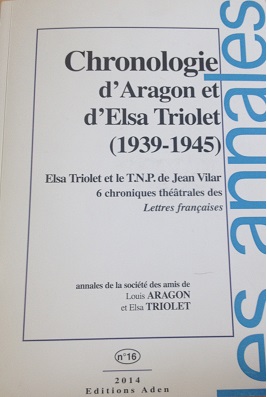 Chronologie
d'Aragon et
d'Elsa Triolet
(1939-1945)
Elsa Triolet et le T.N.P. de Jean Vilar
6 chroniques théâtrales des
Lettres françaises
annales de la société des amis de
Louis ARAGON
et Elsa TRIOLET
n°16
2014
Editions Aden
les annales